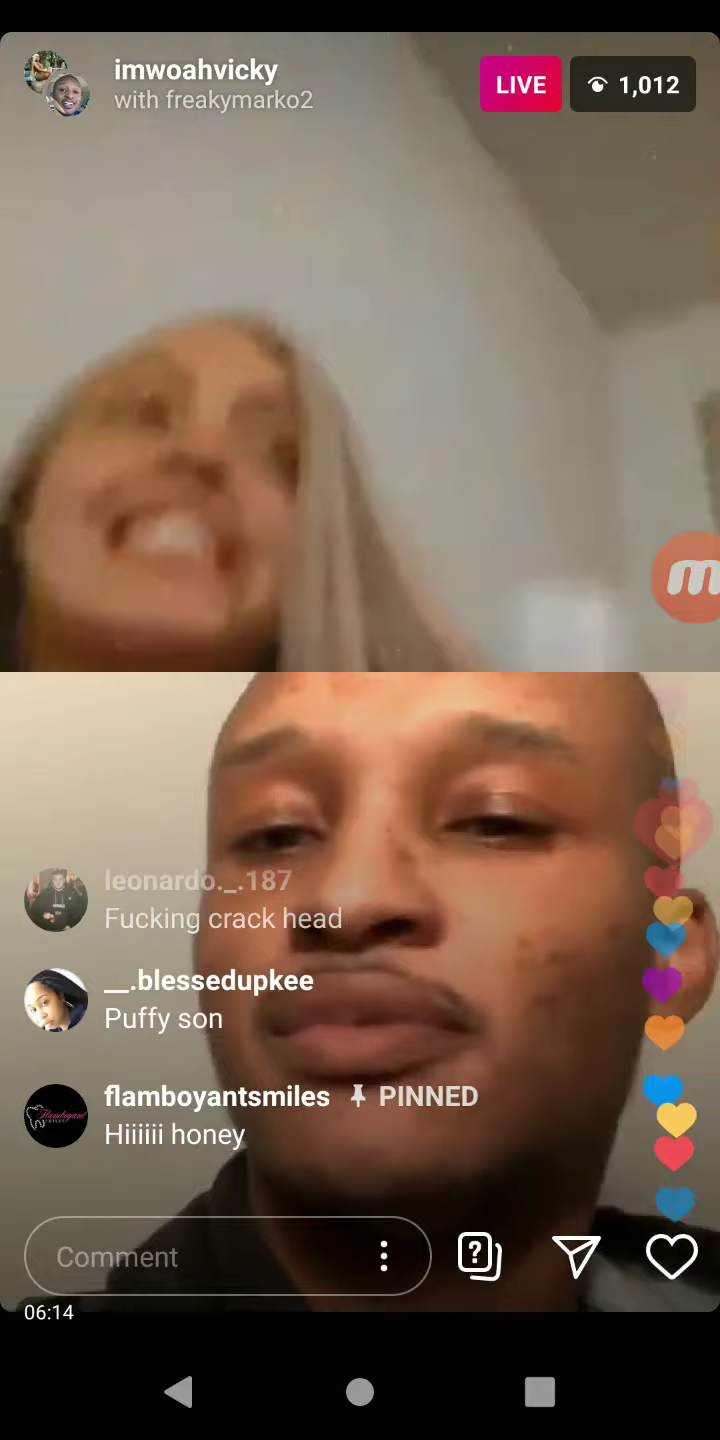 imwoahvicky
with freakymarko2
LIVE
1,012
leonardo._.187
Fucking crack head
__.blessedupkee
Puffy son
flamboyantsmiles PINNED
Hiiiiii honey
Comment
06:14